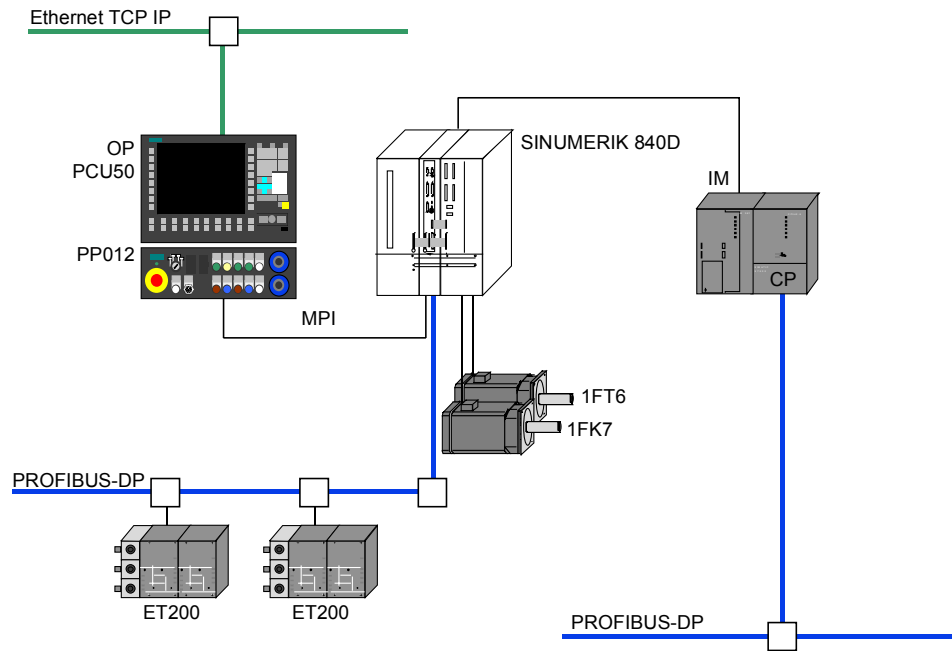 Ethernet TCP IP
OP
PCU50
SINUMERIK 840D
IM
PP012
CP
MPI
1FT6
1FK7
PROFIBUS-DP
ET200
ET200
PROFIBUS-DP